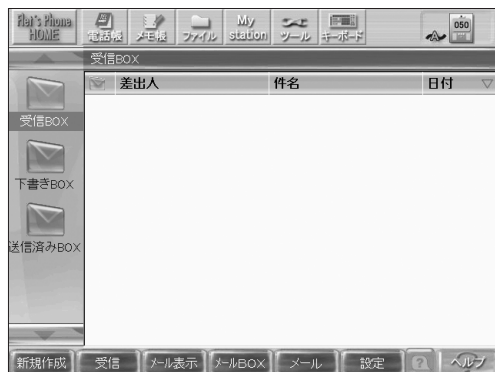 Flat's Phone HOME
電話帳
メモ帳
ファイル
My station
ツール
キーボード
050
受信BOX
差出人 件名 日付
受信BOX
下書きBOX
送信済みBOX
新規作成 受信 メール表示 メールBOX メール 設定 ? ヘルプ